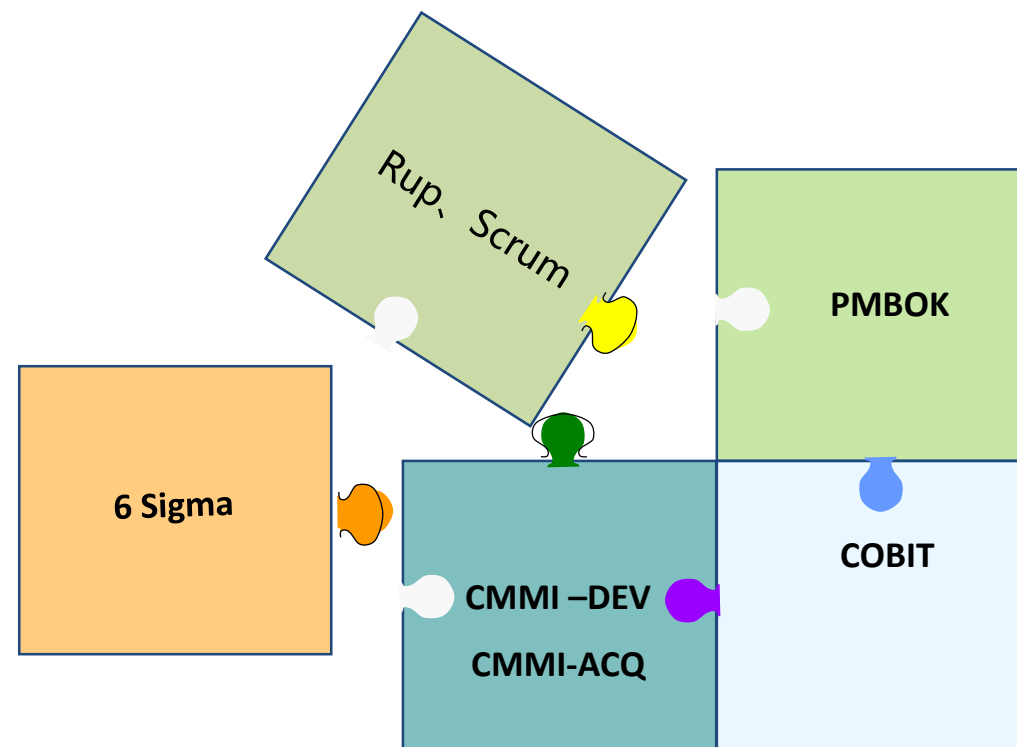 Rup、Scrum
PMBOK
6 Sigma
COBIT
CMMI –DEV
CMMI-ACQ